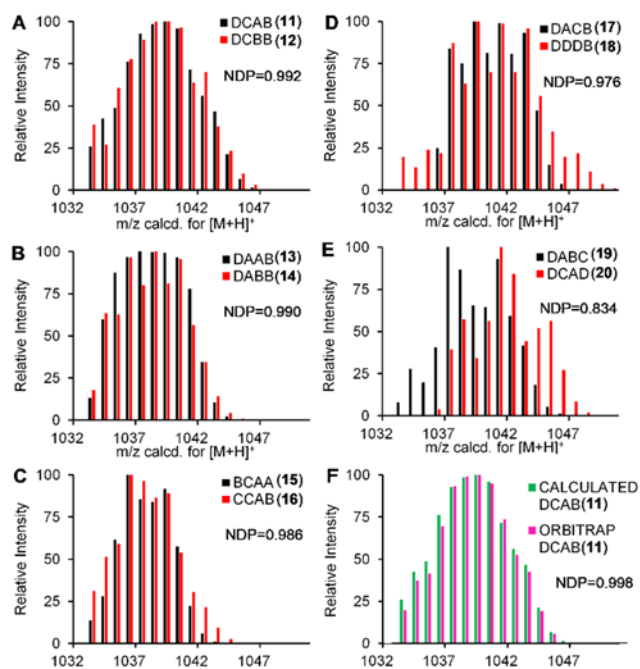 A
DCAB (11)
DCBB (12)
NDP=0.992
Relative Intensity
100
75
50
25
0
1032 1037 1042 1047
m/z calcd. for [M+H]+
B
DAAB (13)
DABB (14)
NDP=0.990
Relative Intensity
100
75
50
25
0
1032 1037 1042 1047
m/z calcd. for [M+H]+
C
BCAA (15)
CCAB (16)
NDP=0.986
Relative Intensity
100
75
50
25
0
1032 1037 1042 1047
D
DACB (17)
DDDB (18)
NDP=0.976
Relative Intensity
100
75
50
25
0
1032 1037 1042 1047
m/z calcd. for [M+H]+
E
DABC (19)
DCAD (20)
NDP=0.834
Relative Intensity
100
75
50
25
0
1032 1037 1042 1047
m/z calcd. for [M+H]+
F
CALCULATED
DCAB (11)
ORBITRAP
DCAB (11)
NDP=0.998
Relative Intensity
100
75
50
25
0
1032 1037 1042 1047